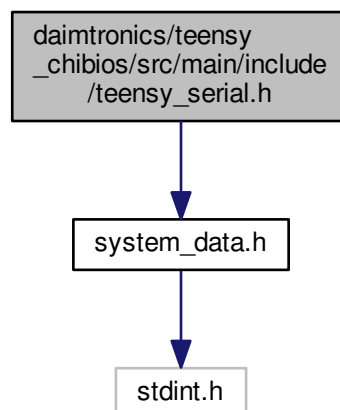 daimtronics/teensy
_chibios/src/main/include
/teensy_serial.h
system_data.h
stdint.h